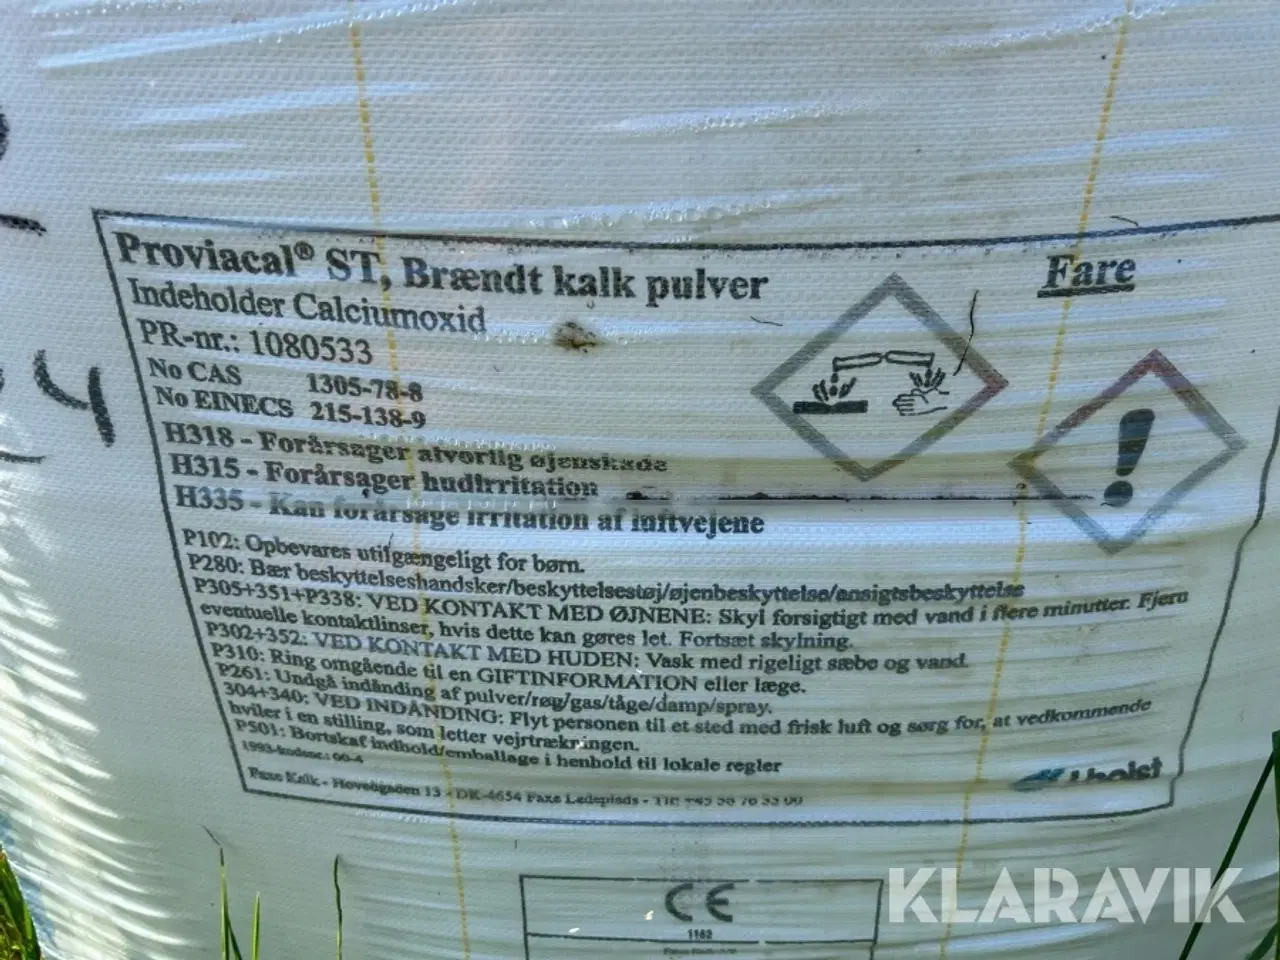 Proviacal® ST, Brændt kalk pulver
Fare
Indeholder Calciumoxid
PR-nr.: 1080533
No CAS 1305-78-8
No EINECS 215-138-9
H318 - Forårsager alvorlig øjenskade
H315 - Forårsager hudirritation
H335 - Kan forårsage irritation af luftvejene
P102: Opbevares utilgængeligt for børn.
P280: Bær beskyttelseshandsker/beskyttelsestøj/øjenbeskyttelse/ansigtsbeskyttelse
P305+351+P338: VED KONTAKT MED ØJNENE: Skyl forsigtigt med vand i flere minutter. Fjern
eventuelle kontaktlinser, hvis dette kan gøres let. Fortsæt skylning.
P302+352: VED KONTAKT MED HUDEN: Vask med rigeligt sæbe og vand.
P310: Ring omgående til en GIFTINFORMATION eller læge.
P261: Undgå indånding af pulver/røg/gas/tåge/damp/spray.
304+340: VED INDÅNDING: Flyt personen til et sted med frisk luft og sørg for, at vedkommende
hviler i en stilling, som letter vejrtrækningen.
P501: Bortskaf indhold/emballage i henhold til lokale regler
1993-kodenr.: 00-4
Faxe Kalk - Hovedgaden 13 - DK-4654 Faxe Ladeplads
Lhoist
4
CE
1162
KLARAVIK